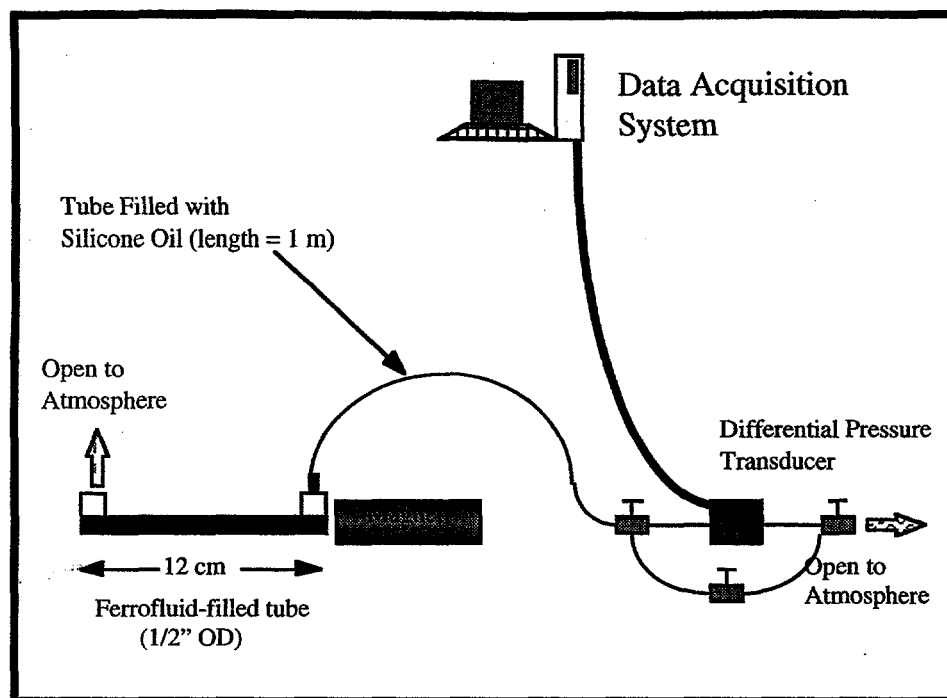 Data Acquisition
System
Tube Filled with
Silicone Oil (length = 1 m)
Open to
Atmosphere
Differential Pressure
Transducer
12 cm
Open to
Atmosphere
Ferrofluid-filled tube
(1/2” OD)